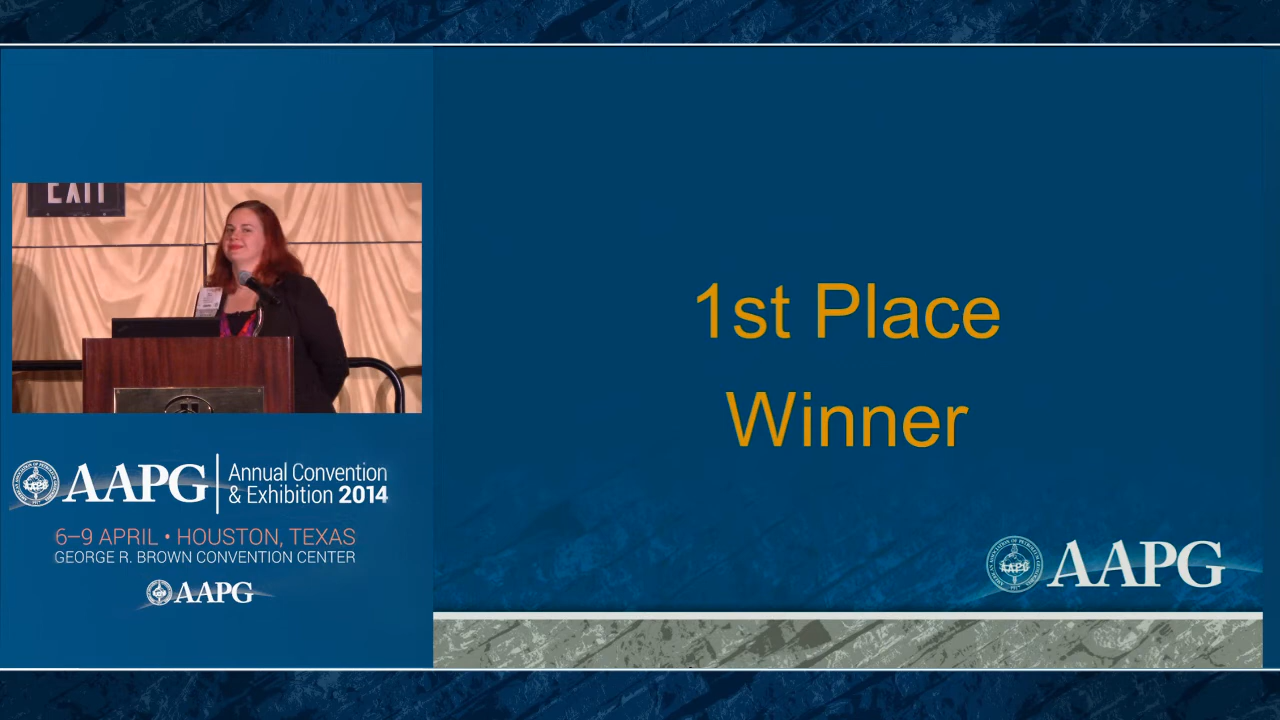 EXIT
1st Place
Winner
AAPG
Annual Convention
& Exhibition 2014
6–9 APRIL • HOUSTON, TEXAS
GEORGE R. BROWN CONVENTION CENTER
AAPG
AAPG